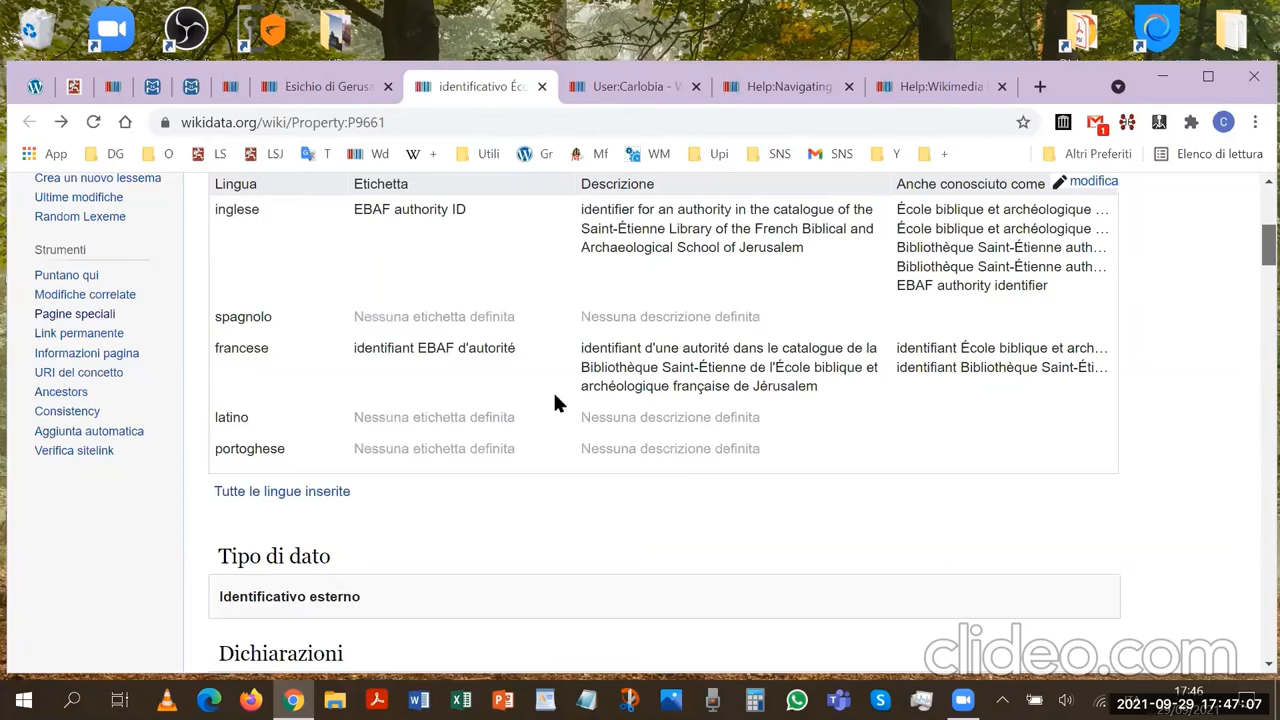 Esichio di Gerusa
identificativo Éco
User:Carlobia - W
Help:Navigating
Help:Wikimedia
wikidata.org/wiki/Property:P9661
App
DG
O
LS
LSJ
T
Wd
+
Utili
Gr
Mf
WM
Upi
SNS
SNS
Y
+
Altri Preferiti
Elenco di lettura
Crea un nuovo lessema
Ultime modifiche
Random Lexeme
Strumenti
Puntano qui
Modifiche correlate
Pagine speciali
Link permanente
Informazioni pagina
URI del concetto
Ancestors
Consistency
Aggiunta automatica
Verifica sitelink
Lingua Etichetta Descrizione Anche conosciuto come modifica
inglese EBAF authority ID identifier for an authority in the catalogue of the École biblique et archéologique …
Saint-Étienne Library of the French Biblical and École biblique et archéologique …
Archaeological School of Jerusalem Bibliothèque Saint-Étienne auth…
Bibliothèque Saint-Étienne auth…
EBAF authority identifier
spagnolo Nessuna etichetta definita Nessuna descrizione definita
francese identifiant EBAF d'autorité identifiant d'une autorité dans le catalogue de la identifiant École biblique et arch…
Bibliothèque Saint-Étienne de l'École biblique et identifiant Bibliothèque Saint-Éti…
archéologique française de Jérusalem
latino Nessuna etichetta definita Nessuna descrizione definita
portoghese Nessuna etichetta definita Nessuna descrizione definita
Tutte le lingue inserite
Tipo di dato
Identificativo esterno
Dichiarazioni
clideo.com
17:46
2021-09-29 17:47:07